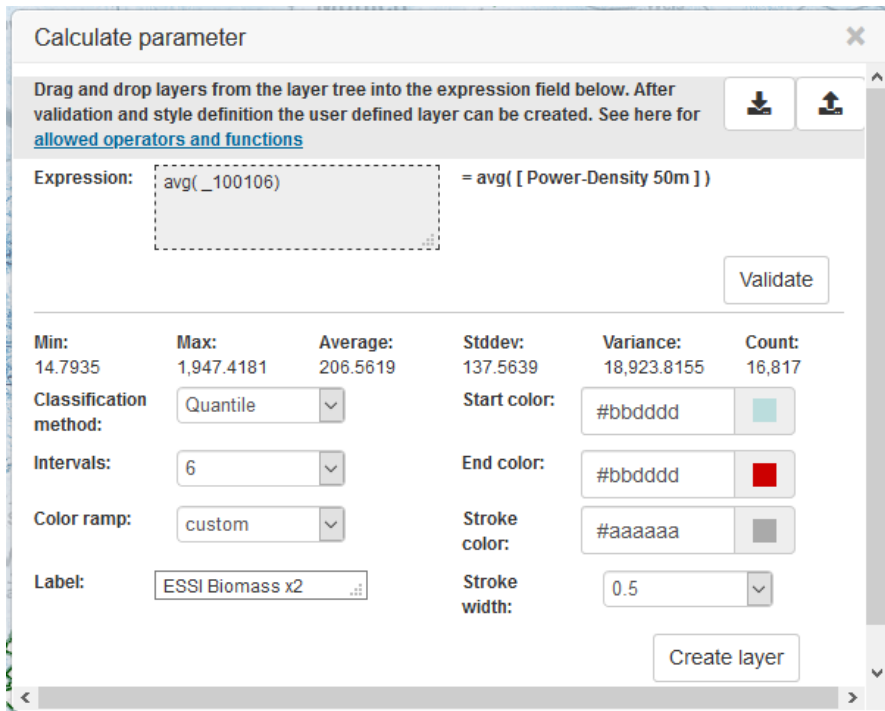 Calculate parameter
Drag and drop layers from the layer tree into the expression field below. After
validation and style definition the user defined layer can be created. See here for
allowed operators and functions
Expression:
avg( _100106)
= avg( [ Power-Density 50m ] )
Validate
Min: Max: Average: Stddev: Variance: Count:
14.7935 1,947.4181 206.5619 137.5639 18,923.8155 16,817
Classification
method:
Quantile
Start color:
#bbdddd
Intervals:
6
End color:
#bbdddd
Color ramp:
custom
Stroke
color:
#aaaaaa
Label:
ESSI Biomass x2
Stroke
width:
0.5
Create layer